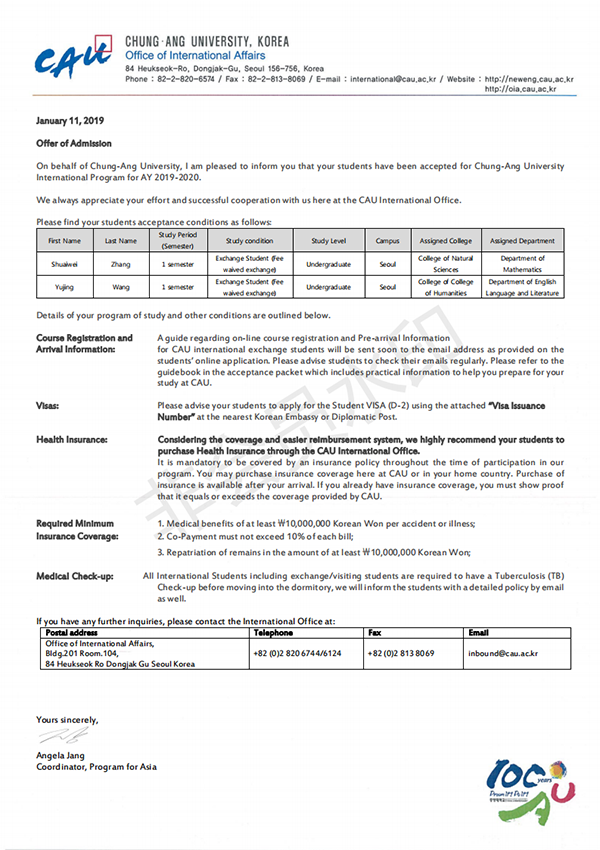 CAU
CHUNG·ANG UNIVERSITY, KOREA
Office of International Affairs
84 Heukseok-Ro, Dongjak-Gu, Seoul 156-756, Korea
Phone : 82-2-820-6574 / Fax : 82-2-813-8069 / E-mail : international@cau.ac.kr / Website : http://neweng.cau.ac.kr
http://oia.cau.ac.kr
January 11, 2019
Offer of Admission
On behalf of Chung-Ang University, I am pleased to inform you that your students have been accepted for Chung-Ang University
International Program for AY 2019-2020.
We always appreciate your effort and successful cooperation with us here at the CAU International Office.
Please find your students acceptance conditions as follows:
First Name Last Name Study Period (Semester) Study condition Study Level Campus Assigned College Assigned Department
Shuaiwei Zhang 1 semester Exchange Student (Fee waived exchange) Undergraduate Seoul College of Natural Sciences Department of Mathematics
Yujing Wang 1 semester Exchange Student (Fee waived exchange) Undergraduate Seoul College of College of Humanities Department of English Language and Literature
Details of your program of study and other conditions are outlined below.
Course Registration and Arrival Information:
A guide regarding on-line course registration and Pre-arrival Information
for CAU international exchange students will be sent soon to the email address as provided on the
students' online application. Please advise students to check their emails regularly. Please refer to the
guidebook in the acceptance packet which includes practical information to help you prepare for your
study at CAU.
Visas: Please advise your students to apply for the Student VISA (D-2) using the attached "Visa Issuance
Number" at the nearest Korean Embassy or Diplomatic Post.
Health Insurance: Considering the coverage and easier reimbursement system, we highly recommend your students to
purchase Health Insurance through the CAU International Office.
It is mandatory to be covered by an insurance policy throughout the time of participation in our
program. You may purchase insurance coverage here at CAU or in your home country. Purchase of
insurance is available after your arrival. If you already have insurance coverage, you must show proof
that it equals or exceeds the coverage provided by CAU.
Required Minimum Insurance Coverage:
1. Medical benefits of at least ₩10,000,000 Korean Won per accident or illness;
2. Co-Payment must not exceed 10% of each bill;
3. Repatriation of remains in the amount of at least ₩10,000,000 Korean Won;
Medical Check-up: All International Students including exchange/visiting students are required to have a Tuberculosis (TB)
Check-up before moving into the dormitory, we will inform the students with a detailed policy by email
as well.
If you have any further inquiries, please contact the International Office at:
Postal address Telephone Fax Email
Office of International Affairs,
Bldg.201 Room.104,
84 Heukseok Ro Dongjak Gu Seoul Korea
+82 (0)2 820 6744/6124 +82 (0)2 813 8069 inbound@cau.ac.kr
Yours sincerely,
Angela Jang
Coordinator, Program for Asia
100 years
CAU